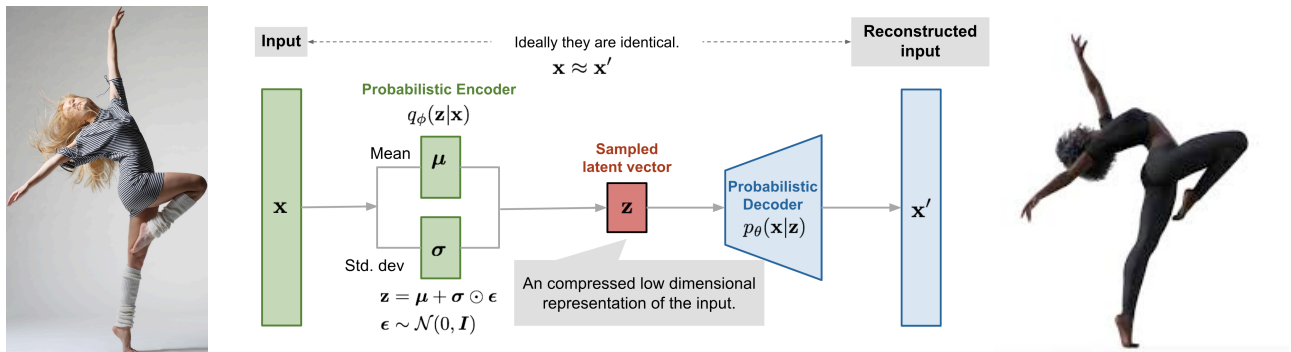 Input
Ideally they are identical.
x ≈ x′
Reconstructed
input
Probabilistic Encoder
qϕ(z|x)
Mean
μ
x
Std. dev
σ
z = μ + σ ⊙ ϵ
ϵ ∼ N(0, I)
Sampled
latent vector
z
An compressed low dimensional
representation of the input.
Probabilistic
Decoder
pθ(x|z)
x′